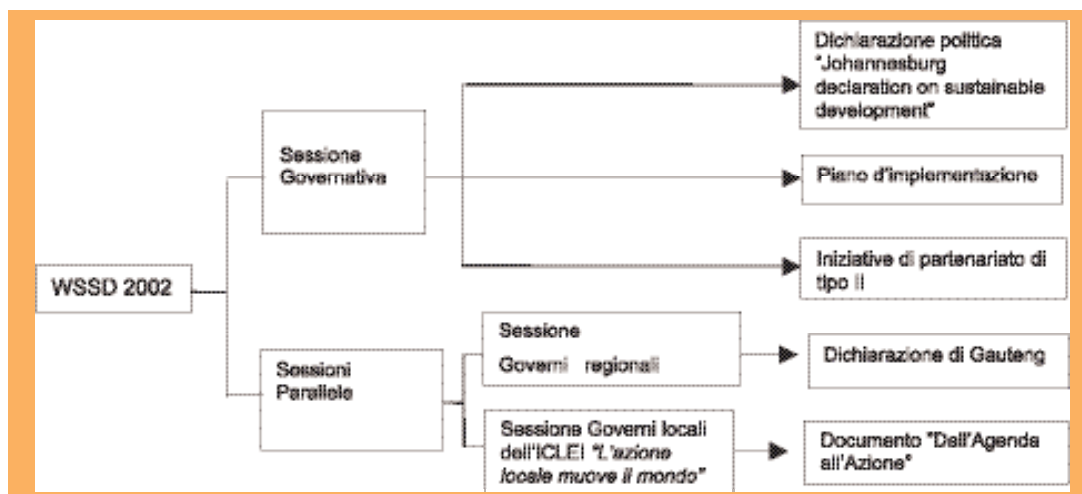 WSSD 2002
Sessione
Governativa
Dichiarazione politica
"Johannesburg
declaration on sustainable
development"
Piano d'implementazione
Iniziative di partenariato di
tipo II
Sessioni
Parallele
Sessione
Governi regionali
Dichiarazione di Gauteng
Sessione Governi locali
dell'ICLEI "L'azione
locale muove il mondo"
Documento "Dall'Agenda
all'Azione"